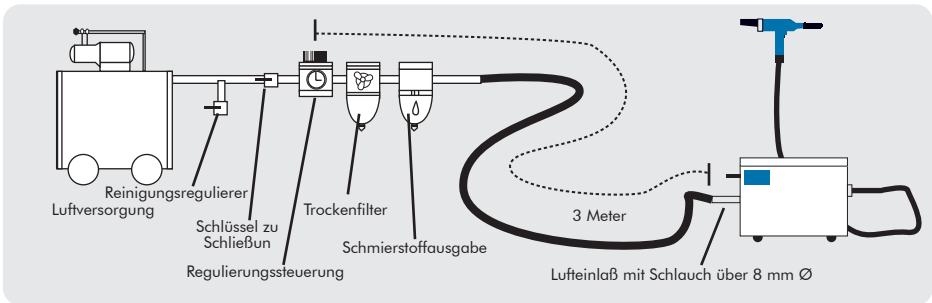 Reinigungsregulierer
Luftversorgung
Schlüssel zu
Schließun
Regulierungssteuerung
Trockenfilter
Schmierstoffausgabe
3 Meter
Lufteinlaß mit Schlauch über 8 mm Ø